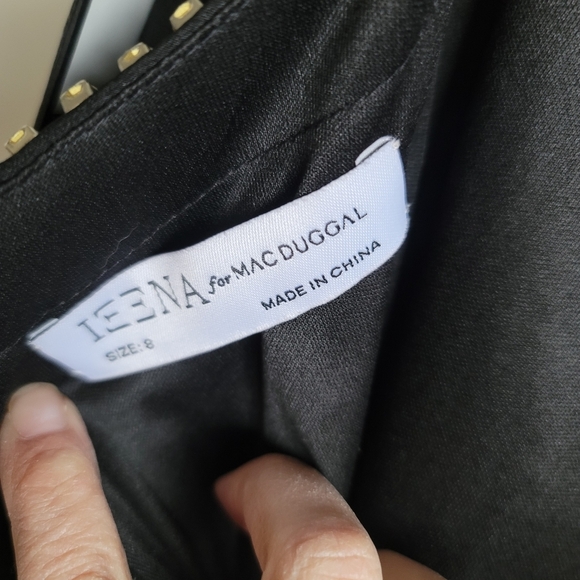 IEENA for MAC DUGGAL
SIZE: 8
MADE IN CHINA